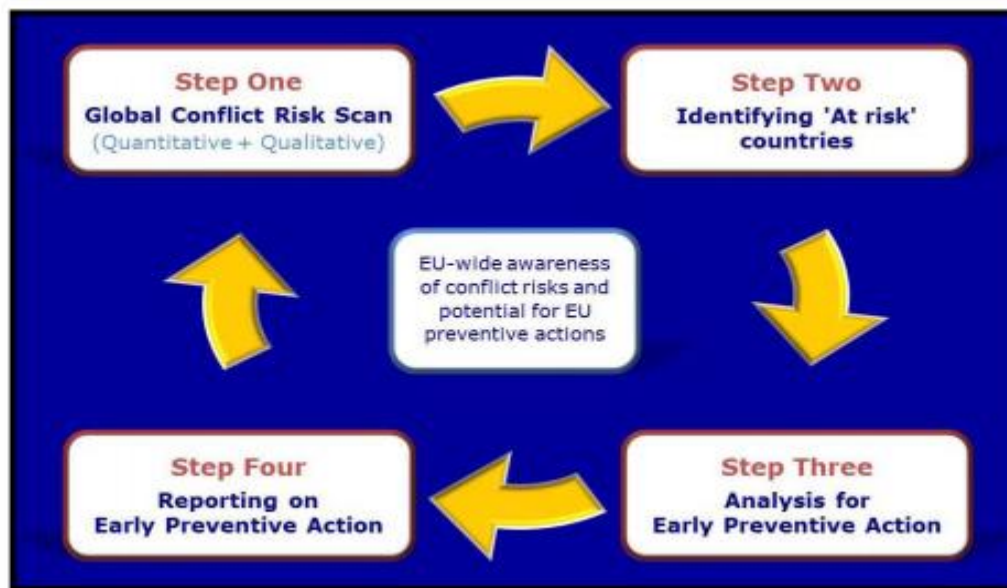 Step One
Global Conflict Risk Scan
(Quantitative + Qualitative)
Step Two
Identifying 'At risk'
countries
EU-wide awareness
of conflict risks and
potential for EU
preventive actions
Step Four
Reporting on
Early Preventive Action
Step Three
Analysis for
Early Preventive Action